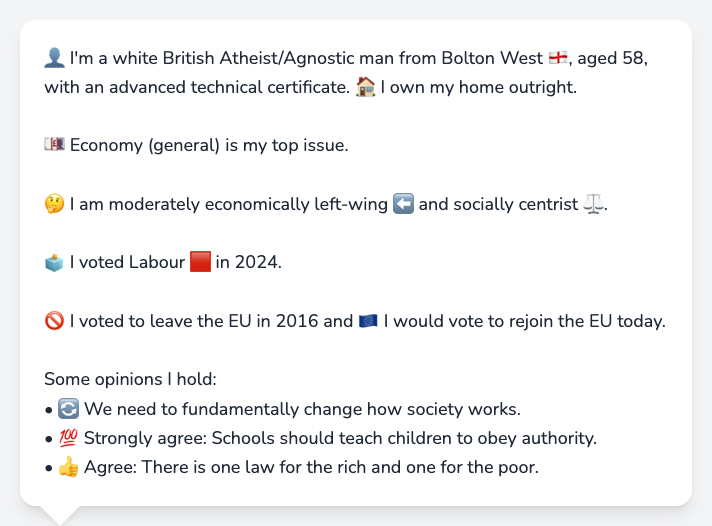 👤 I'm a white British Atheist/Agnostic man from Bolton West 🏴󠁧󠁢󠁥󠁮󠁧󠁿, aged 58,
with an advanced technical certificate. 🏠 I own my home outright.
💷 Economy (general) is my top issue.
🤔 I am moderately economically left-wing ⬅️ and socially centrist ⚖️.
🗳️ I voted Labour 🟥 in 2024.
🚫 I voted to leave the EU in 2016 and 🇪🇺 I would vote to rejoin the EU today.
Some opinions I hold:
• 🔄 We need to fundamentally change how society works.
• 💯 Strongly agree: Schools should teach children to obey authority.
• 👍 Agree: There is one law for the rich and one for the poor.